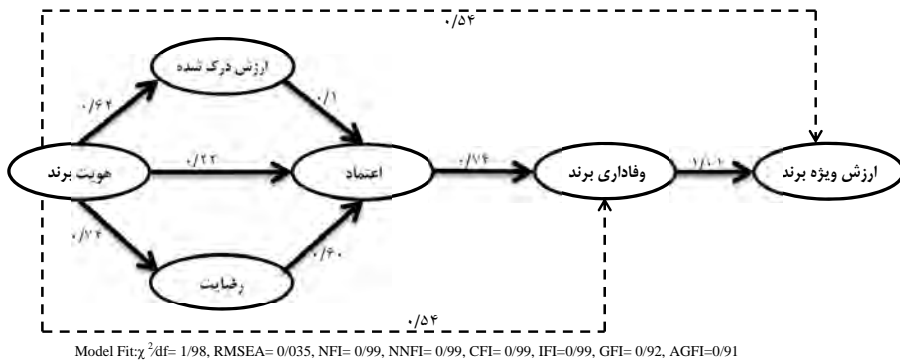 ۰/۵۴
ارزش درک شده
۰/۶۴
۰/۱
هویت برند
۰/۲۲
اعتماد
۰/۷۴
وفاداری برند
۱/۰۱
ارزش ویژه برند
۰/۷۴
رضایت
۰/۶۰
۰/۵۴
Model Fit:χ ²/df= 1/98, RMSEA= 0/035, NFI= 0/99, NNFI= 0/99, CFI= 0/99, IFI=0/99, GFI= 0/92, AGFI=0/91